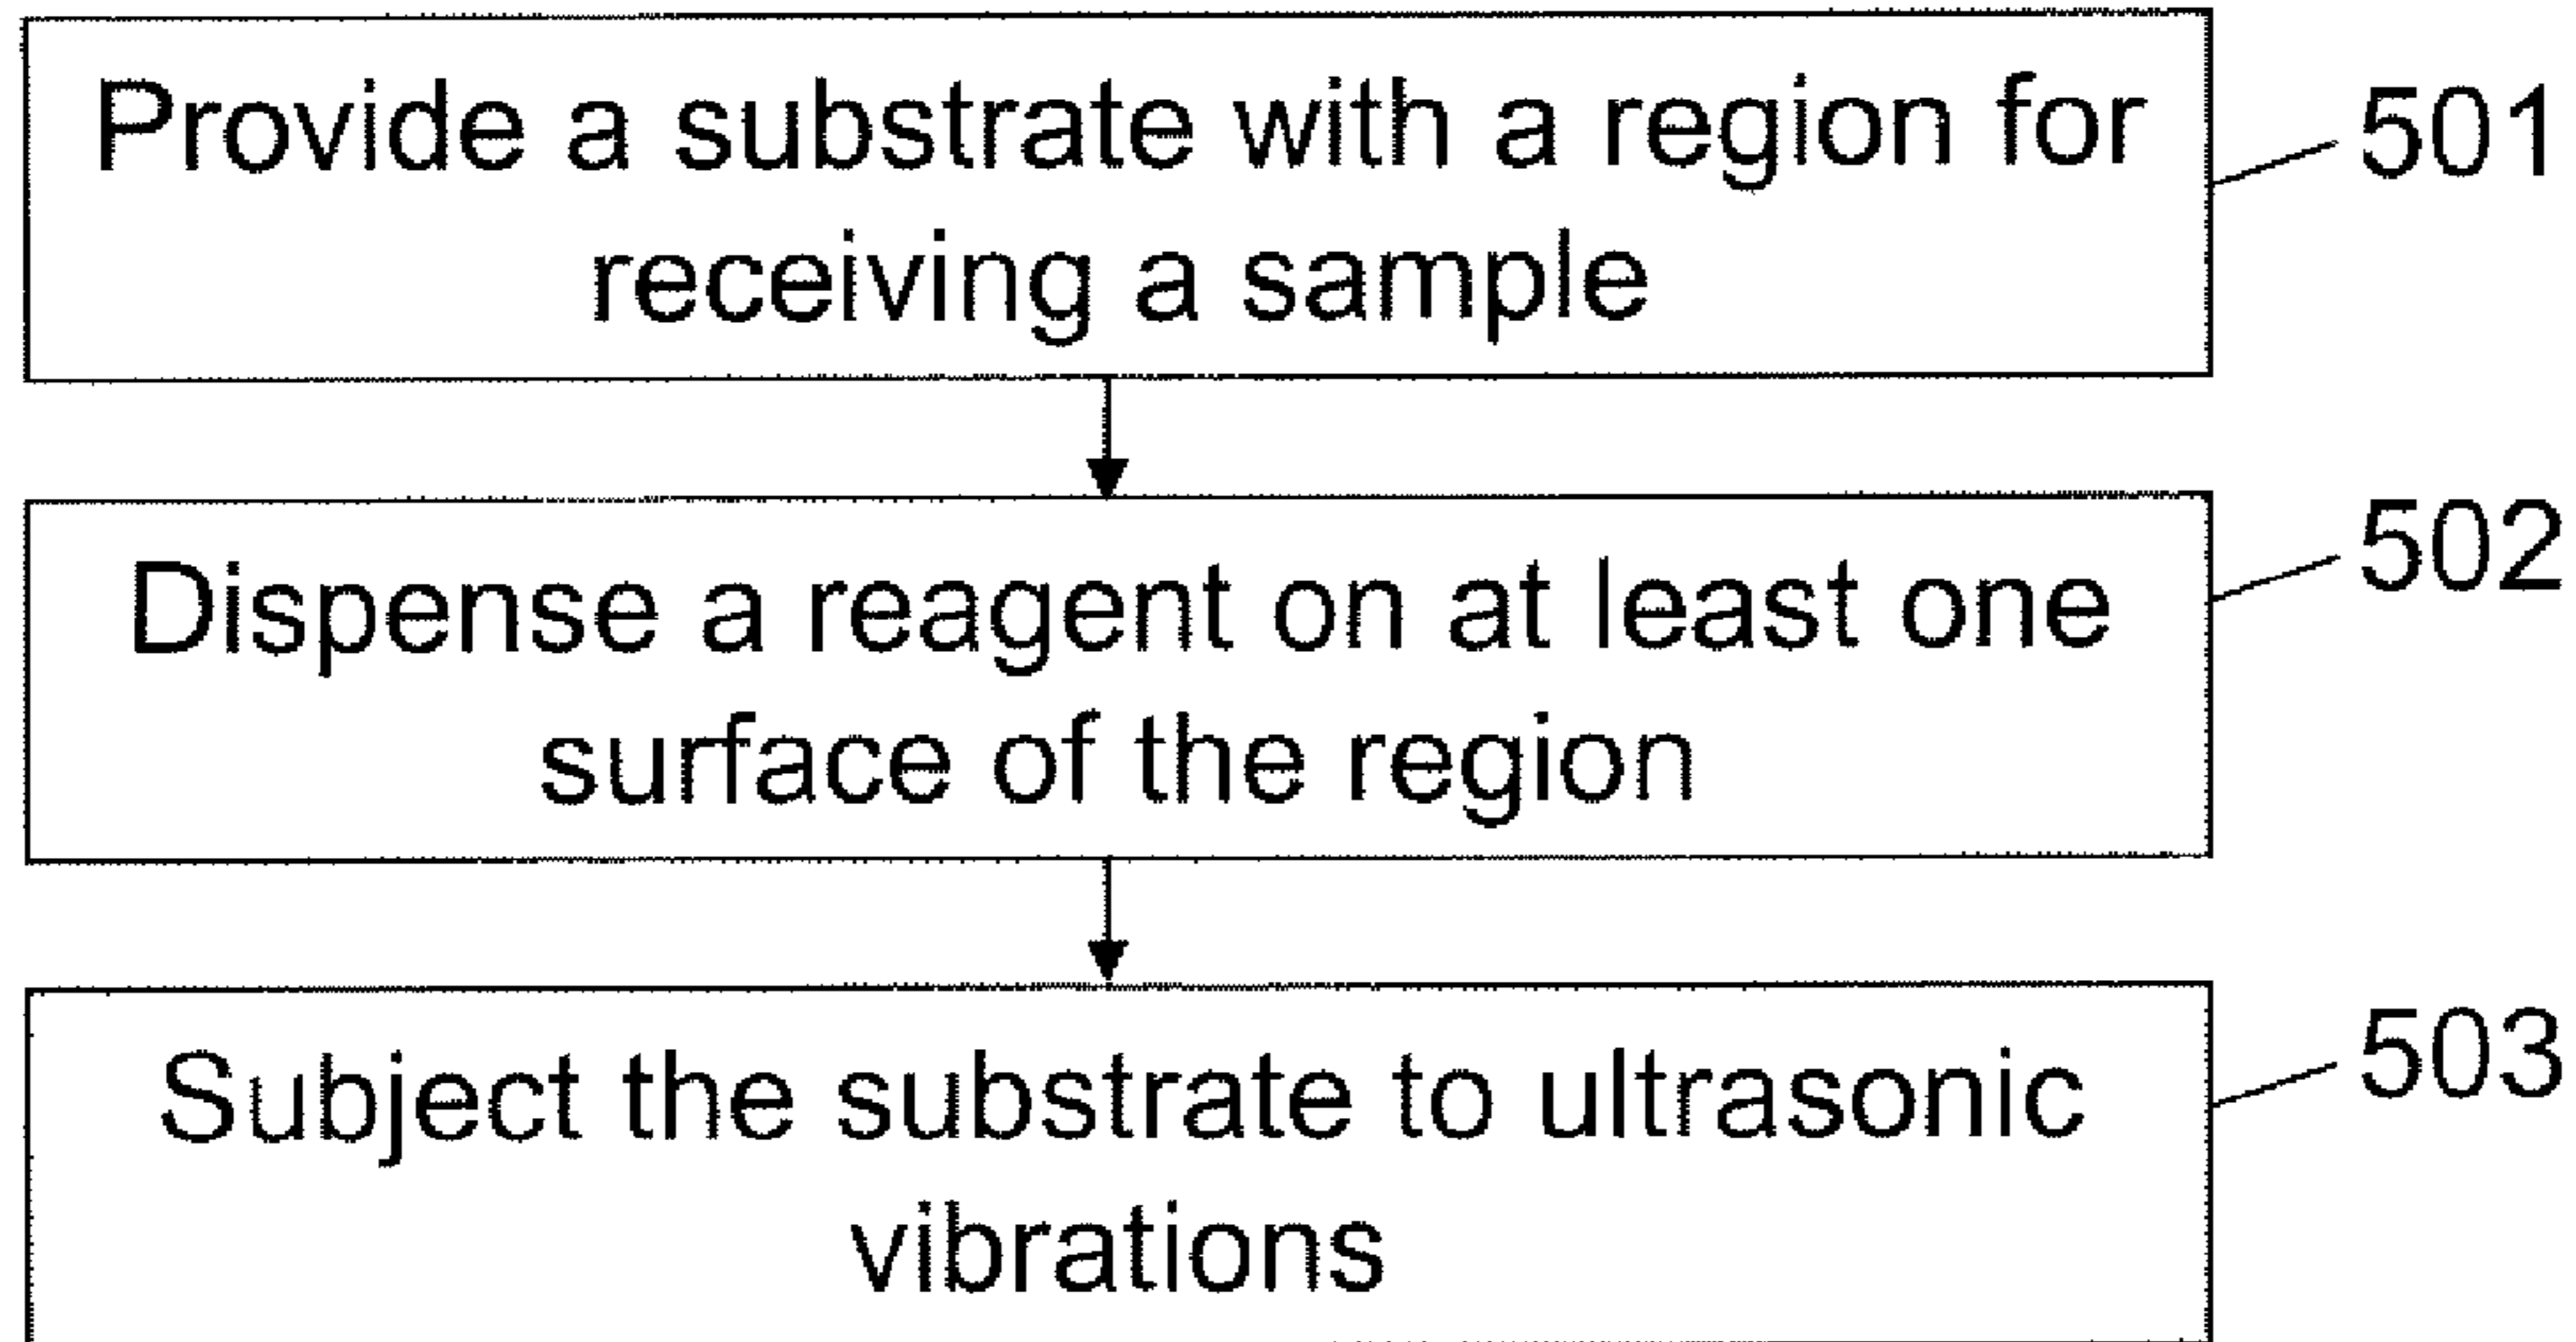 Provide a substrate with a region for
receiving a sample
501
Dispense a reagent on at least one
surface of the region
502
Subject the substrate to ultrasonic
vibrations
503